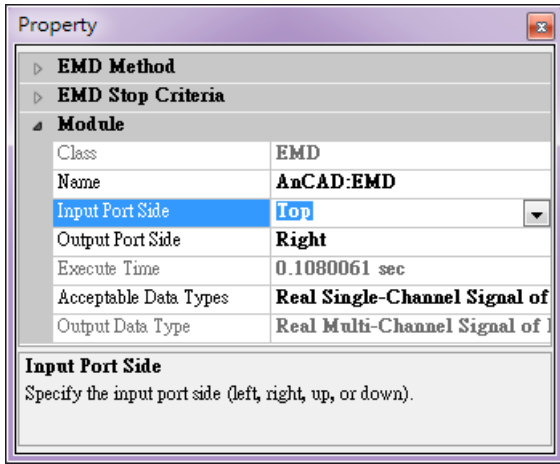 Property
EMD Method
EMD Stop Criteria
Module
Class EMD
Name AnCAD:EMD
Input Port Side Top
Output Port Side Right
Execute Time 0.1080061 sec
Acceptable Data Types Real Single-Channel Signal of
Output Data Type Real Multi-Channel Signal of
Input Port Side
Specify the input port side (left, right, up, or down).